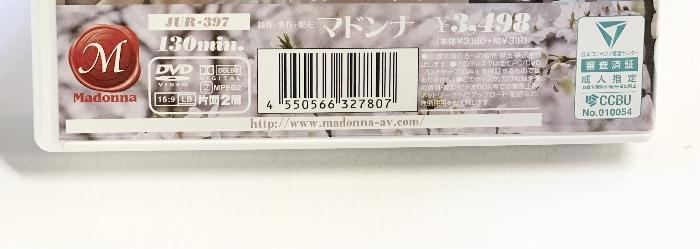 JUR-397
制作・著作・販売 マドンナ ¥3,498
(本体¥3,180+税¥318)
M
Madonna
130min.
DVD
VIDEO
DOLBY
DIGITAL
2 MPEG2
16:9 LB 片面2層
4 550566 327807
http://www.madonna-av.com/
日本コンテンツ審査センター
審査済証
成人指定
CCBU
No.010054